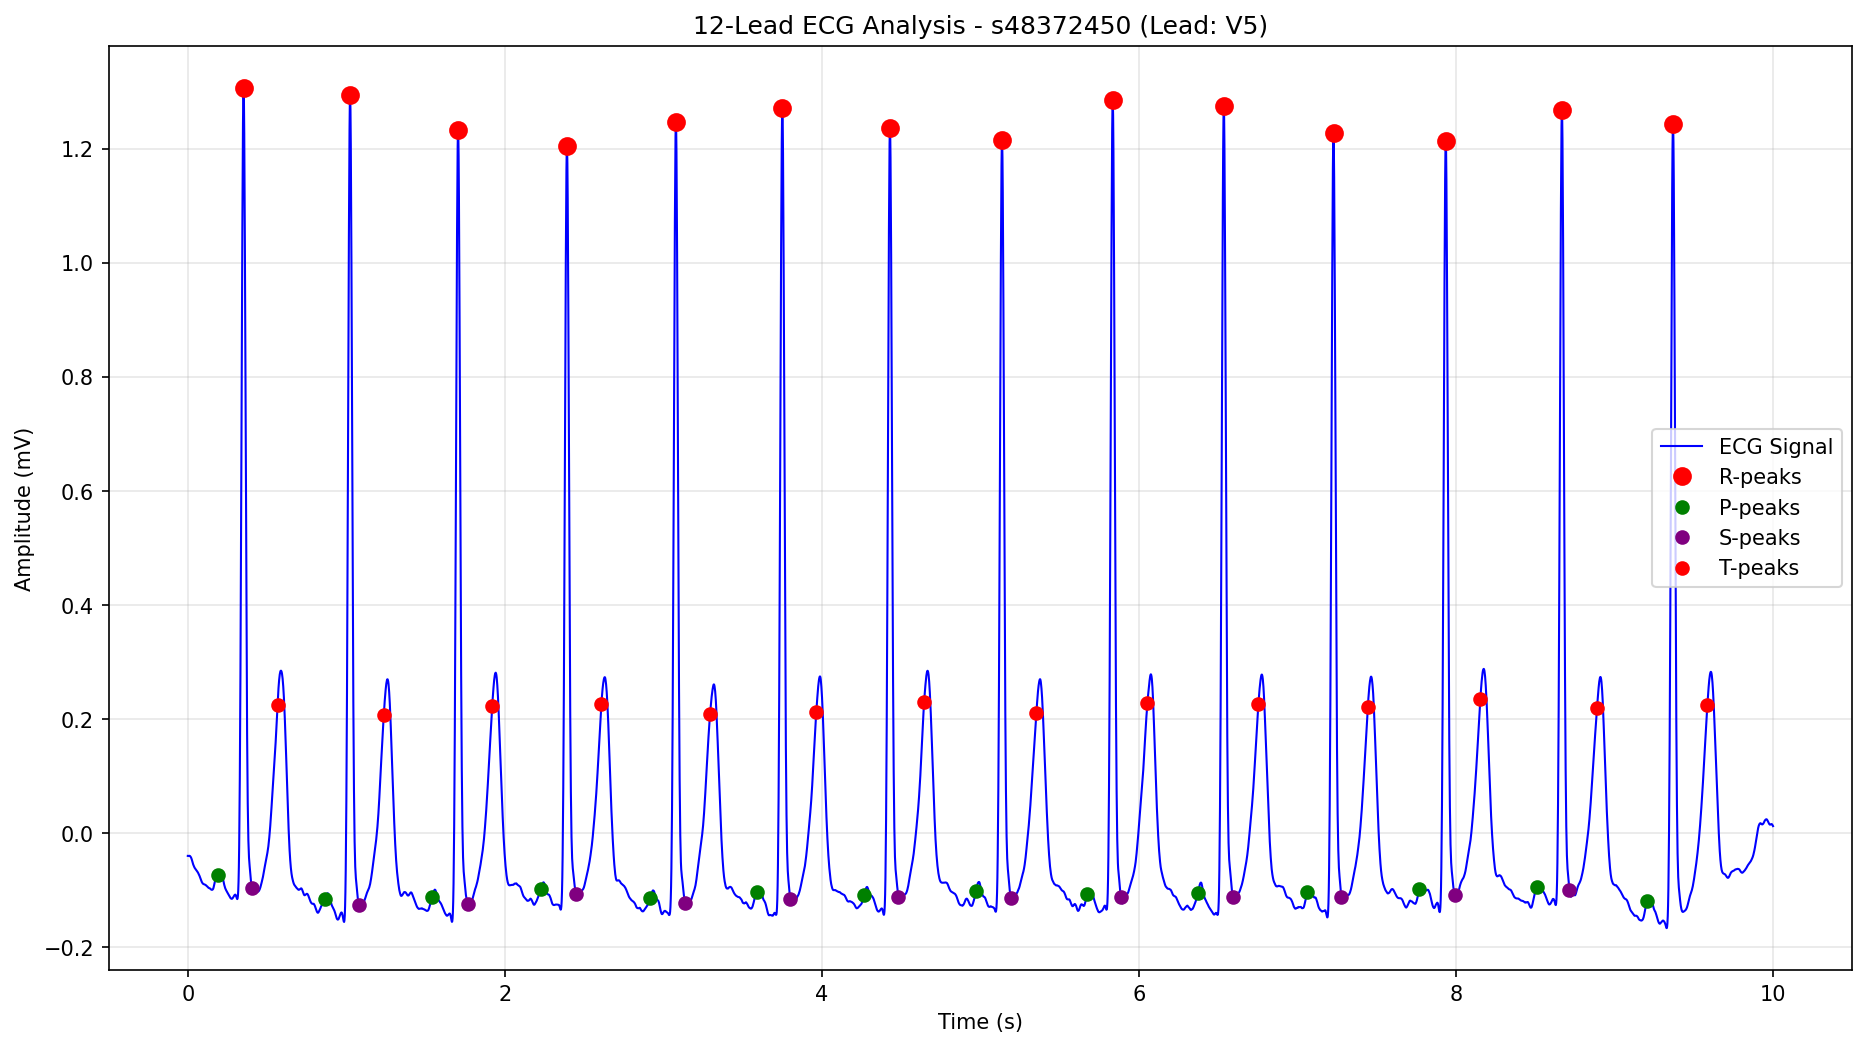 12-Lead ECG Analysis - s48372450 (Lead: V5)
Amplitude (mV)
1.2
1.0
0.8
0.6
0.4
0.2
0.0
−0.2
ECG Signal
R-peaks
P-peaks
S-peaks
T-peaks
0 2 4 6 8 10
Time (s)